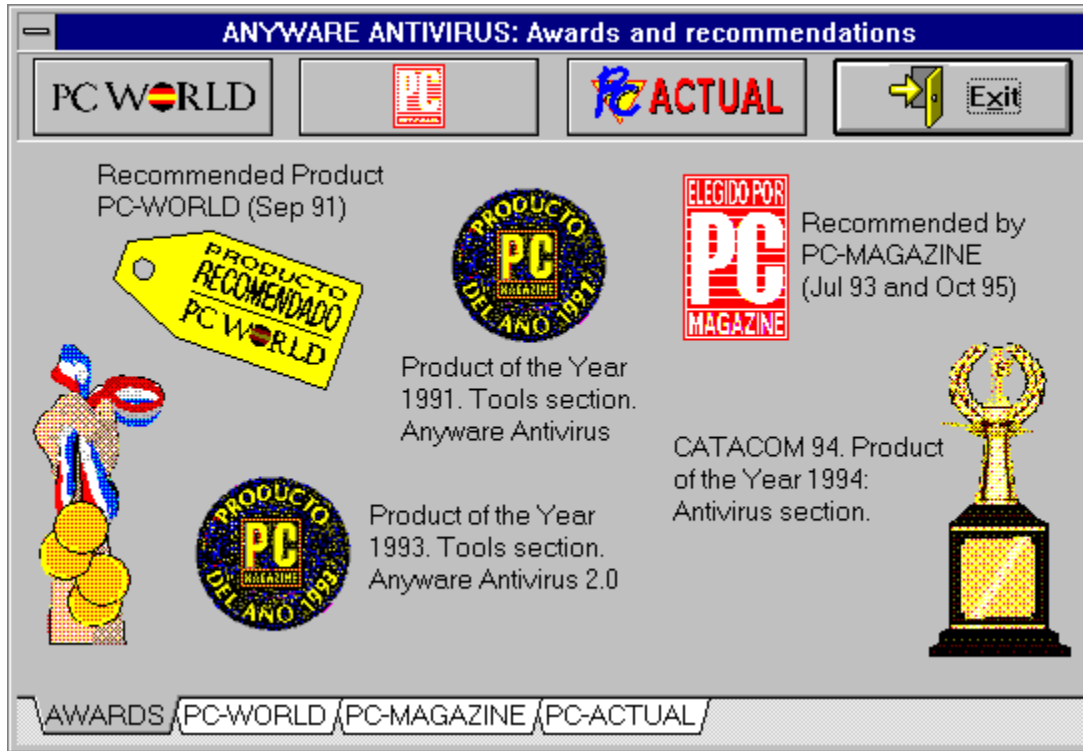 ANYWARE ANTIVIRUS: Awards and recommendations
PC WORLD
PC
PC ACTUAL
Exit
Recommended Product
PC-WORLD (Sep 91)
PRODUCTO
RECOMENDADO
PC WORLD
PRODUCTO
PC
MAGAZINE
DEL AÑO 1991
Product of the Year
1991. Tools section.
Anyware Antivirus
ELEGIDO POR
PC
MAGAZINE
Recommended by
PC-MAGAZINE
(Jul 93 and Oct 95)
CATACOM 94. Product
of the Year 1994:
Antivirus section.
PRODUCTO
PC
MAGAZINE
DEL AÑO 1993
Product of the Year
1993. Tools section.
Anyware Antivirus 2.0
AWARDS
PC-WORLD
PC-MAGAZINE
PC-ACTUAL